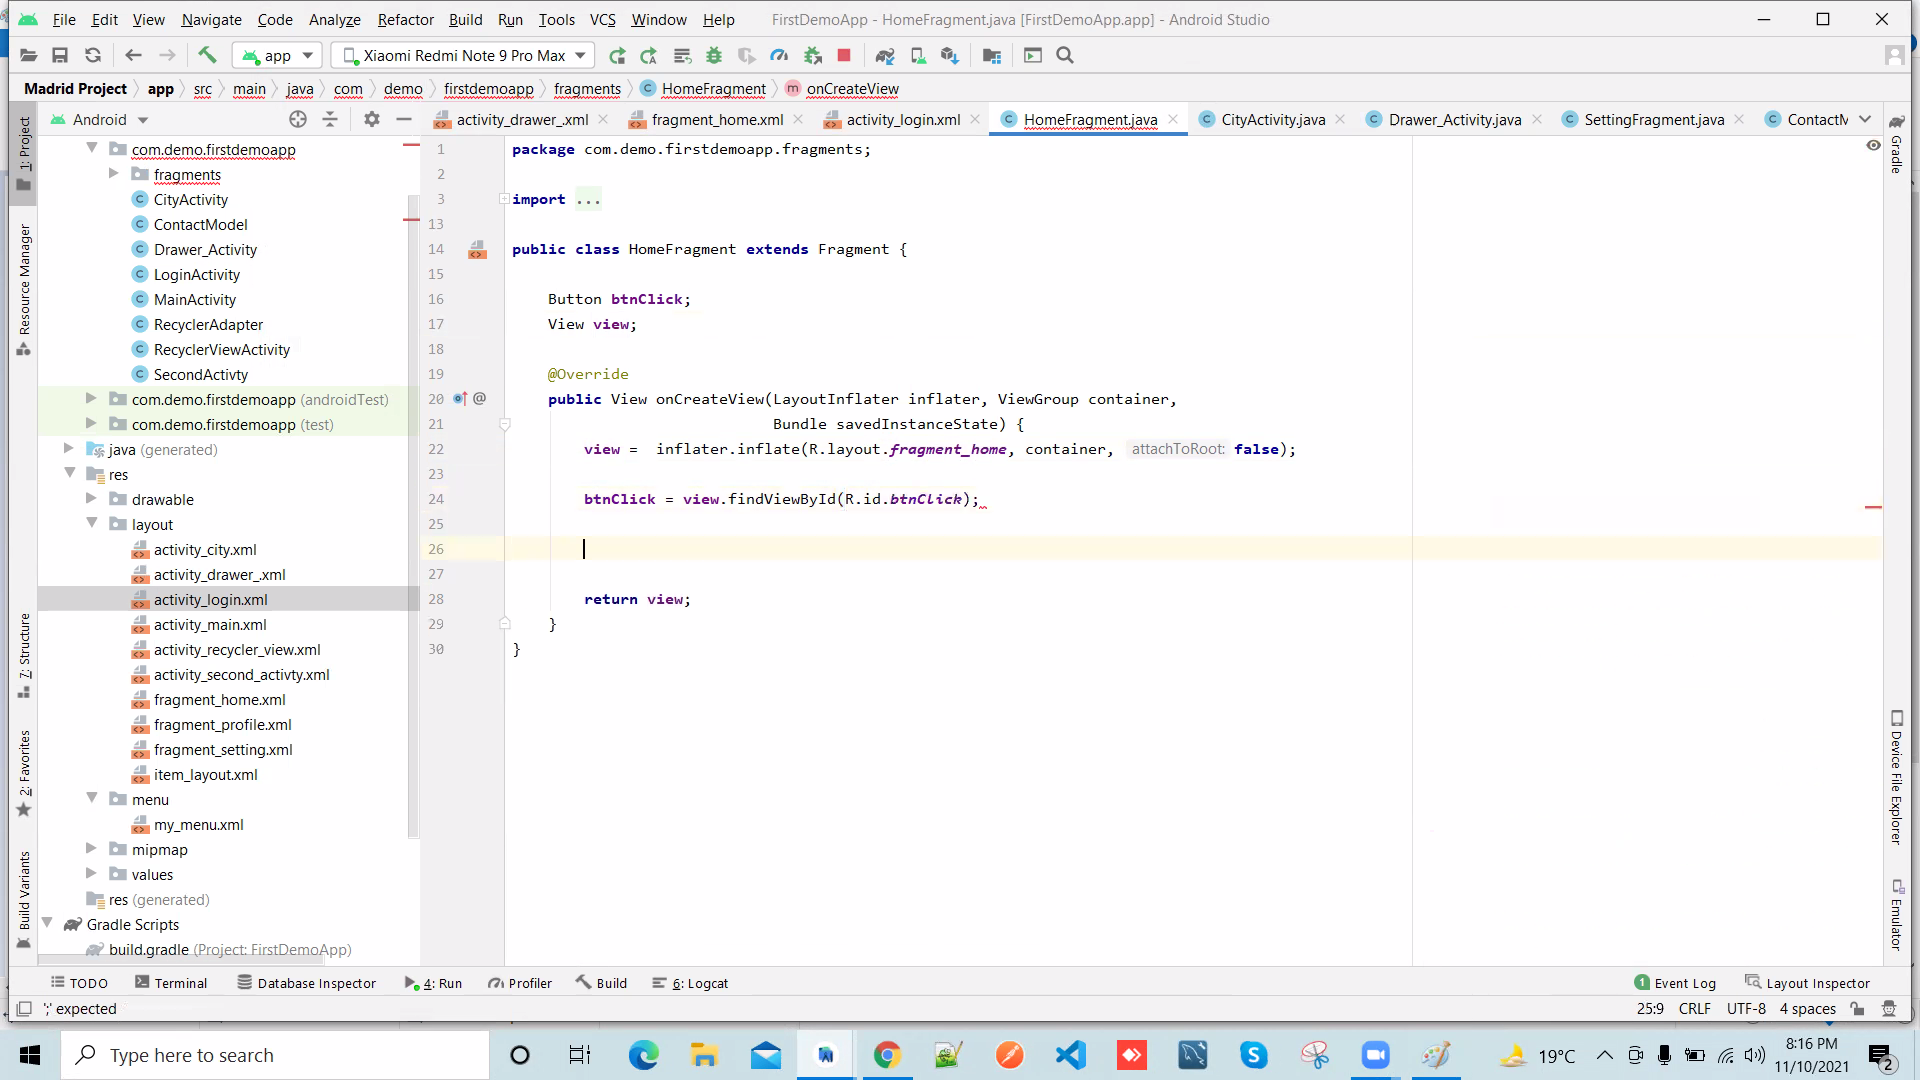 File Edit View Navigate Code Analyze Refactor Build Run Tools VCS Window Help FirstDemoApp - HomeFragment.java [FirstDemoApp.app] - Android Studio
app Xiaomi Redmi Note 9 Pro Max
Madrid Project app src main java com demo firstdemoapp fragments HomeFragment onCreateView
Android
activity_drawer_.xml fragment_home.xml activity_login.xml HomeFragment.java CityActivity.java Drawer_Activity.java SettingFragment.java ContactM
1: Project
Resource Manager
7: Structure
2: Favorites
Build Variants
com.demo.firstdemoapp
fragments
CityActivity
ContactModel
Drawer_Activity
LoginActivity
MainActivity
RecyclerAdapter
RecyclerViewActivity
SecondActivty
com.demo.firstdemoapp (androidTest)
com.demo.firstdemoapp (test)
java (generated)
res
drawable
layout
activity_city.xml
activity_drawer_.xml
activity_login.xml
activity_main.xml
activity_recycler_view.xml
activity_second_activty.xml
fragment_home.xml
fragment_profile.xml
fragment_setting.xml
item_layout.xml
menu
my_menu.xml
mipmap
values
res (generated)
Gradle Scripts
build.gradle (Project: FirstDemoApp)
1 package com.demo.firstdemoapp.fragments;
2
3 import ...
13
14 public class HomeFragment extends Fragment {
15
16 Button btnClick;
17 View view;
18
19 @Override
20 public View onCreateView(LayoutInflater inflater, ViewGroup container,
21 Bundle savedInstanceState) {
22 view = inflater.inflate(R.layout.fragment_home, container, attachToRoot: false);
23
24 btnClick = view.findViewById(R.id.btnClick);
25
26
27
28 return view;
29 }
30 }
Gradle
Device File Explorer
Emulator
TODO Terminal Database Inspector 4: Run Profiler Build 6: Logcat 1 Event Log Layout Inspector
';' expected 25:9 CRLF UTF-8 4 spaces
Type here to search 19°C 8:16 PM
11/10/2021 2